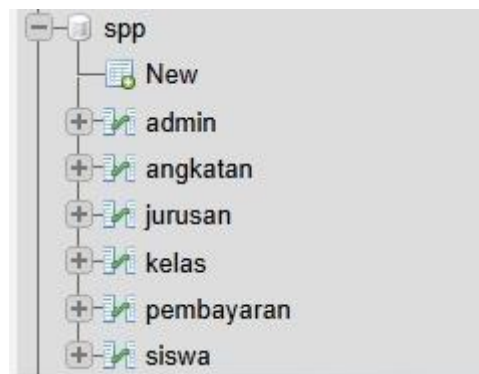 spp
New
admin
angkatan
jurusan
kelas
pembayaran
siswa